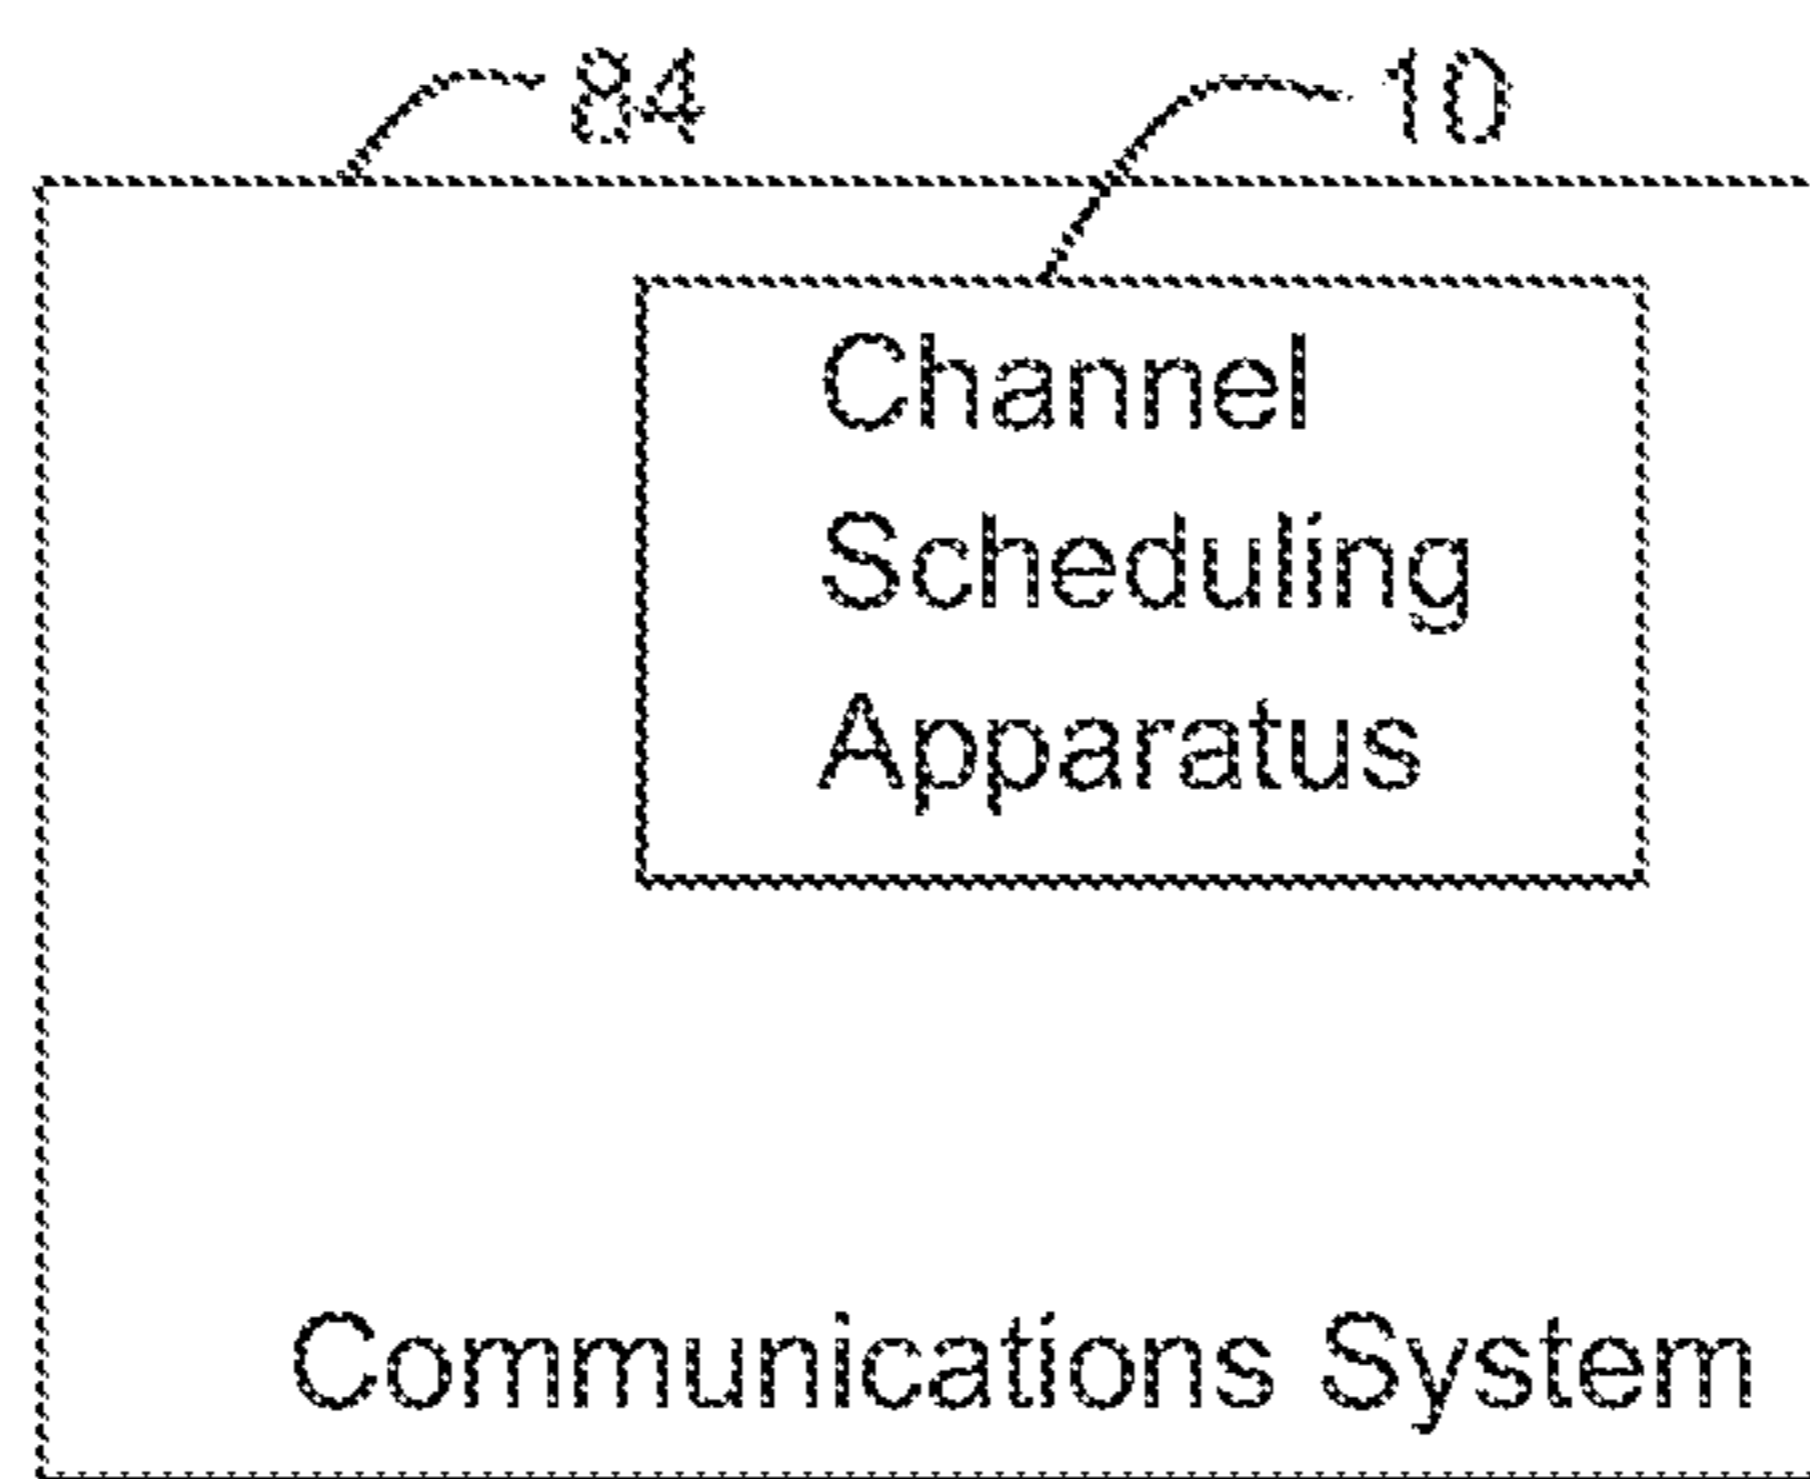 84 10
Channel
Scheduling
Apparatus
Communications System